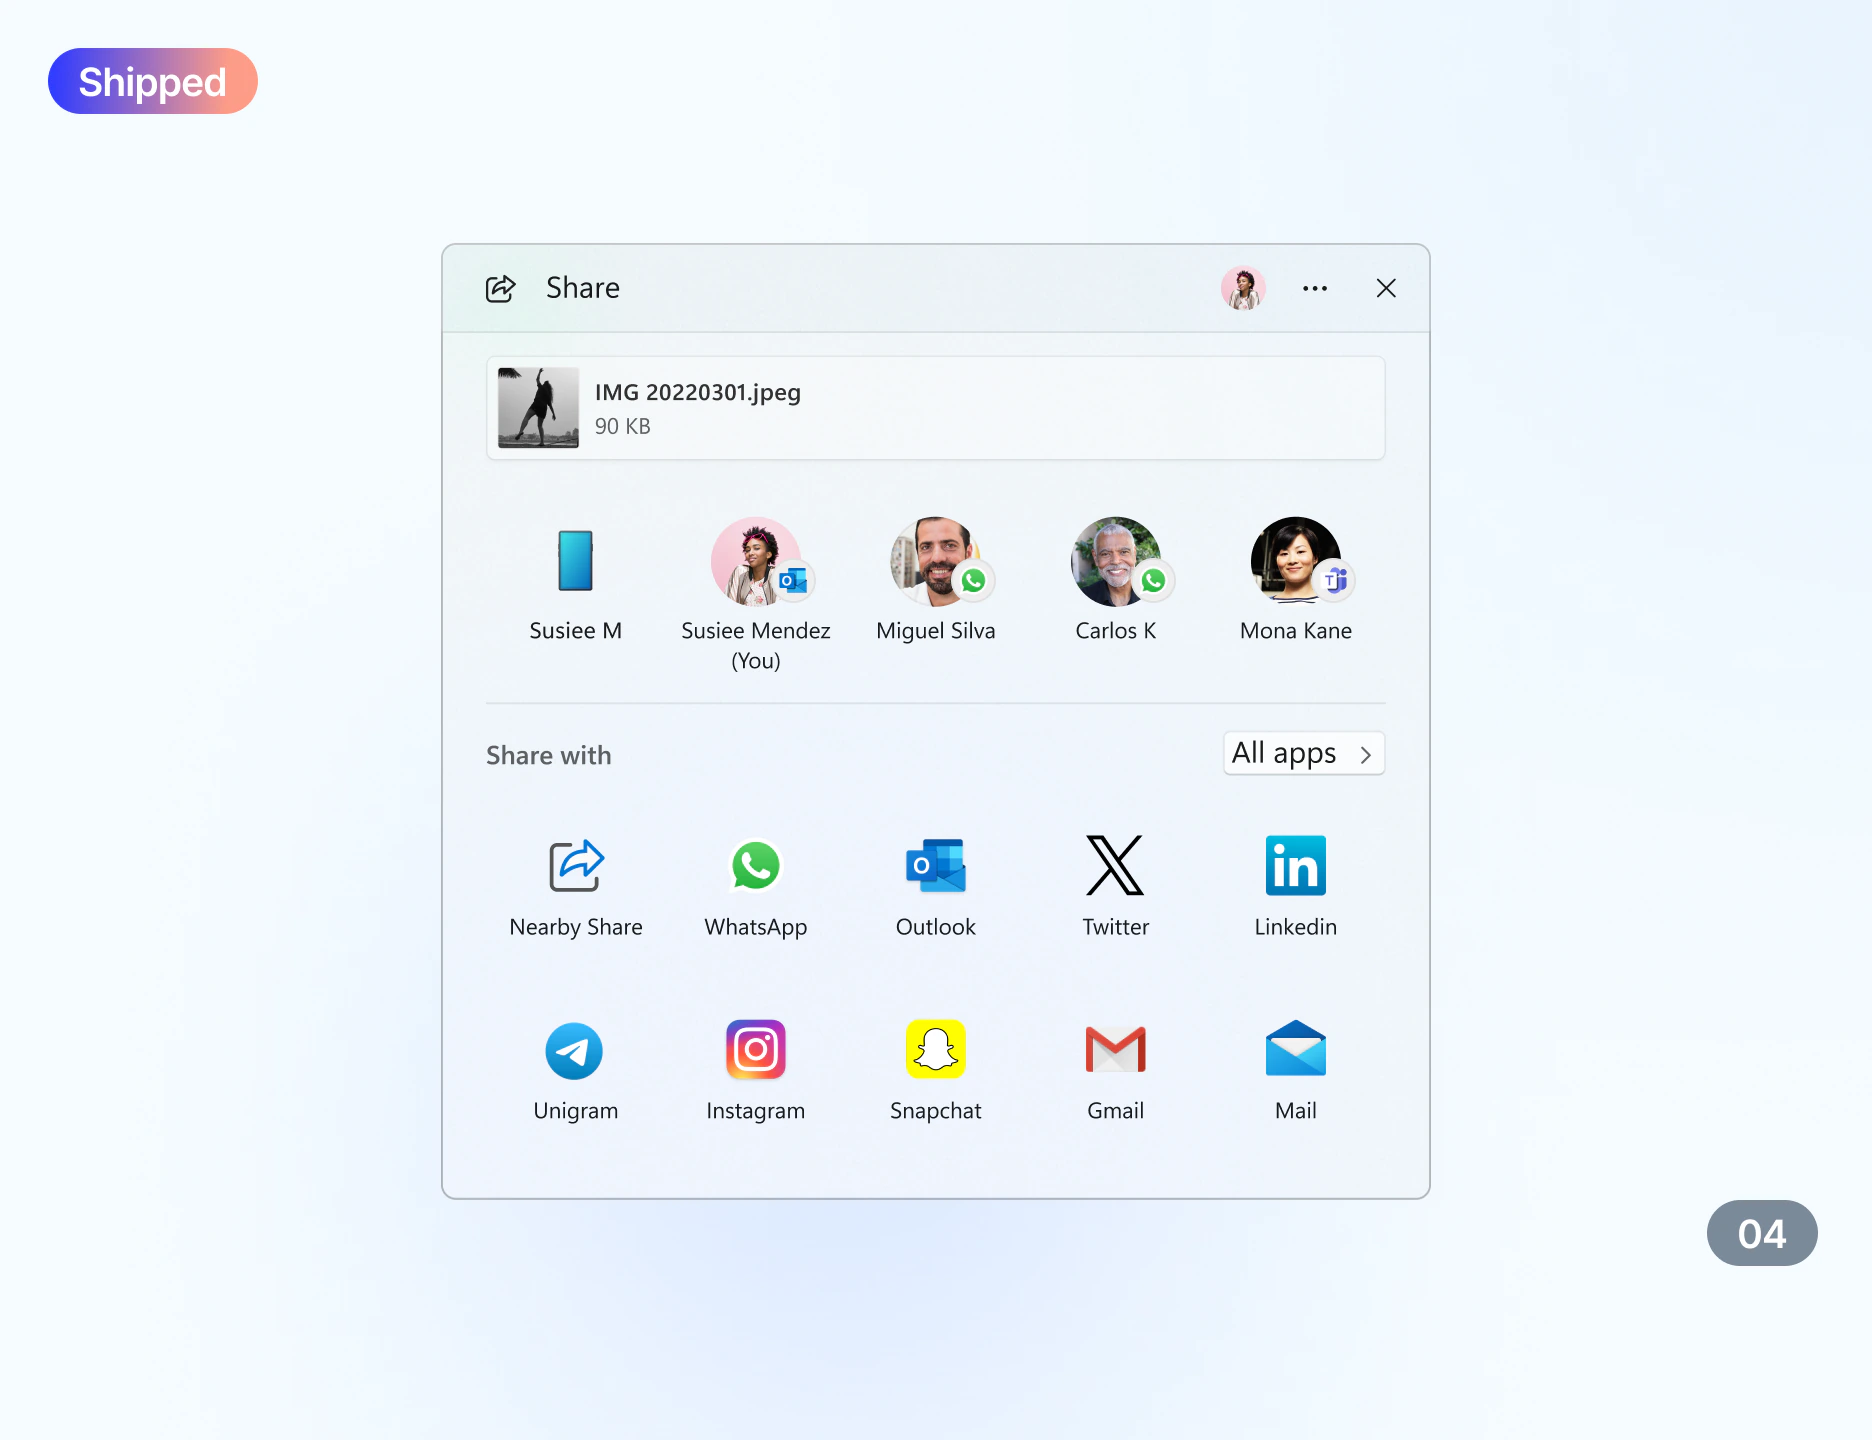 Shipped
Share
IMG 20220301.jpeg
90 KB
Susiee M
Susiee Mendez
(You)
Miguel Silva
Carlos K
Mona Kane
Share with
All apps
Nearby Share
WhatsApp
Outlook
Twitter
Linkedin
Unigram
Instagram
Snapchat
Gmail
Mail
04